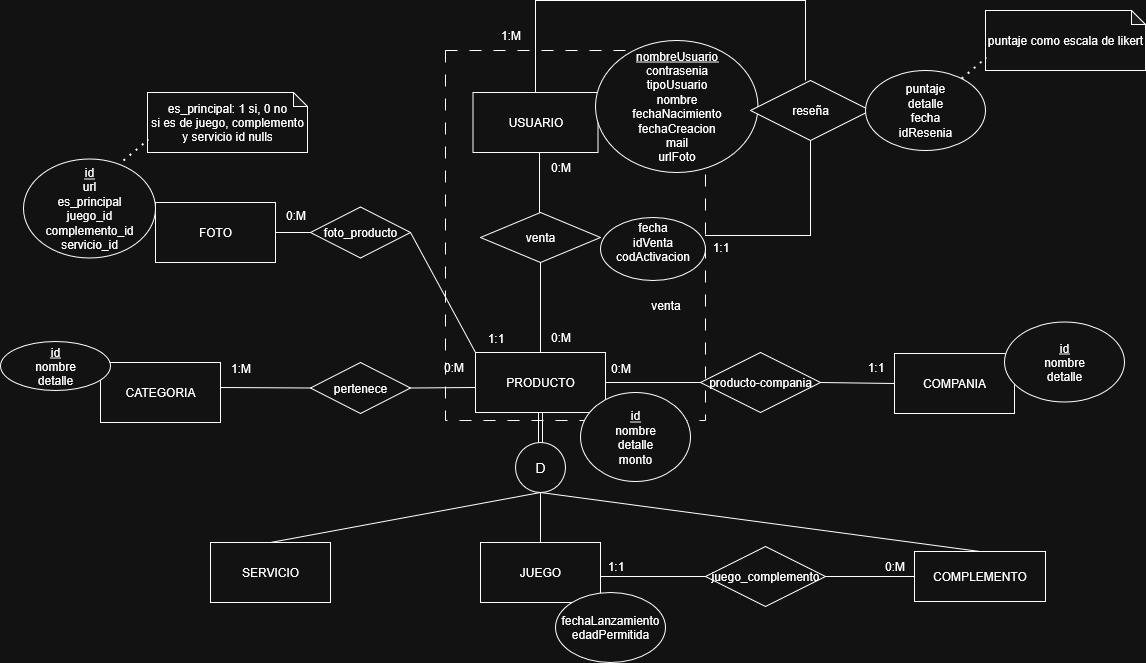 1:M
nombreUsuario
contrasenia
tipoUsuario
nombre
fechaNacimiento
fechaCreacion
mail
urlFoto
USUARIO
reseña
puntaje
detalle
fecha
idResenia
puntaje como escala de likert
es_principal: 1 si, 0 no
si es de juego, complemento
y servicio id nulls
id
url
es_principal
juego_id
complemento_id
servicio_id
FOTO
0:M
foto_producto
0:M
venta
fecha
idVenta
codActivacion
1:1
venta
1:1
0:M
id
nombre
detalle
CATEGORIA
1:M
pertenece
0:M
PRODUCTO
0:M
producto-compania
1:1
COMPANIA
id
nombre
detalle
id
nombre
detalle
monto
D
SERVICIO
JUEGO
1:1
juego_complemento
0:M
COMPLEMENTO
fechaLanzamiento
edadPermitida